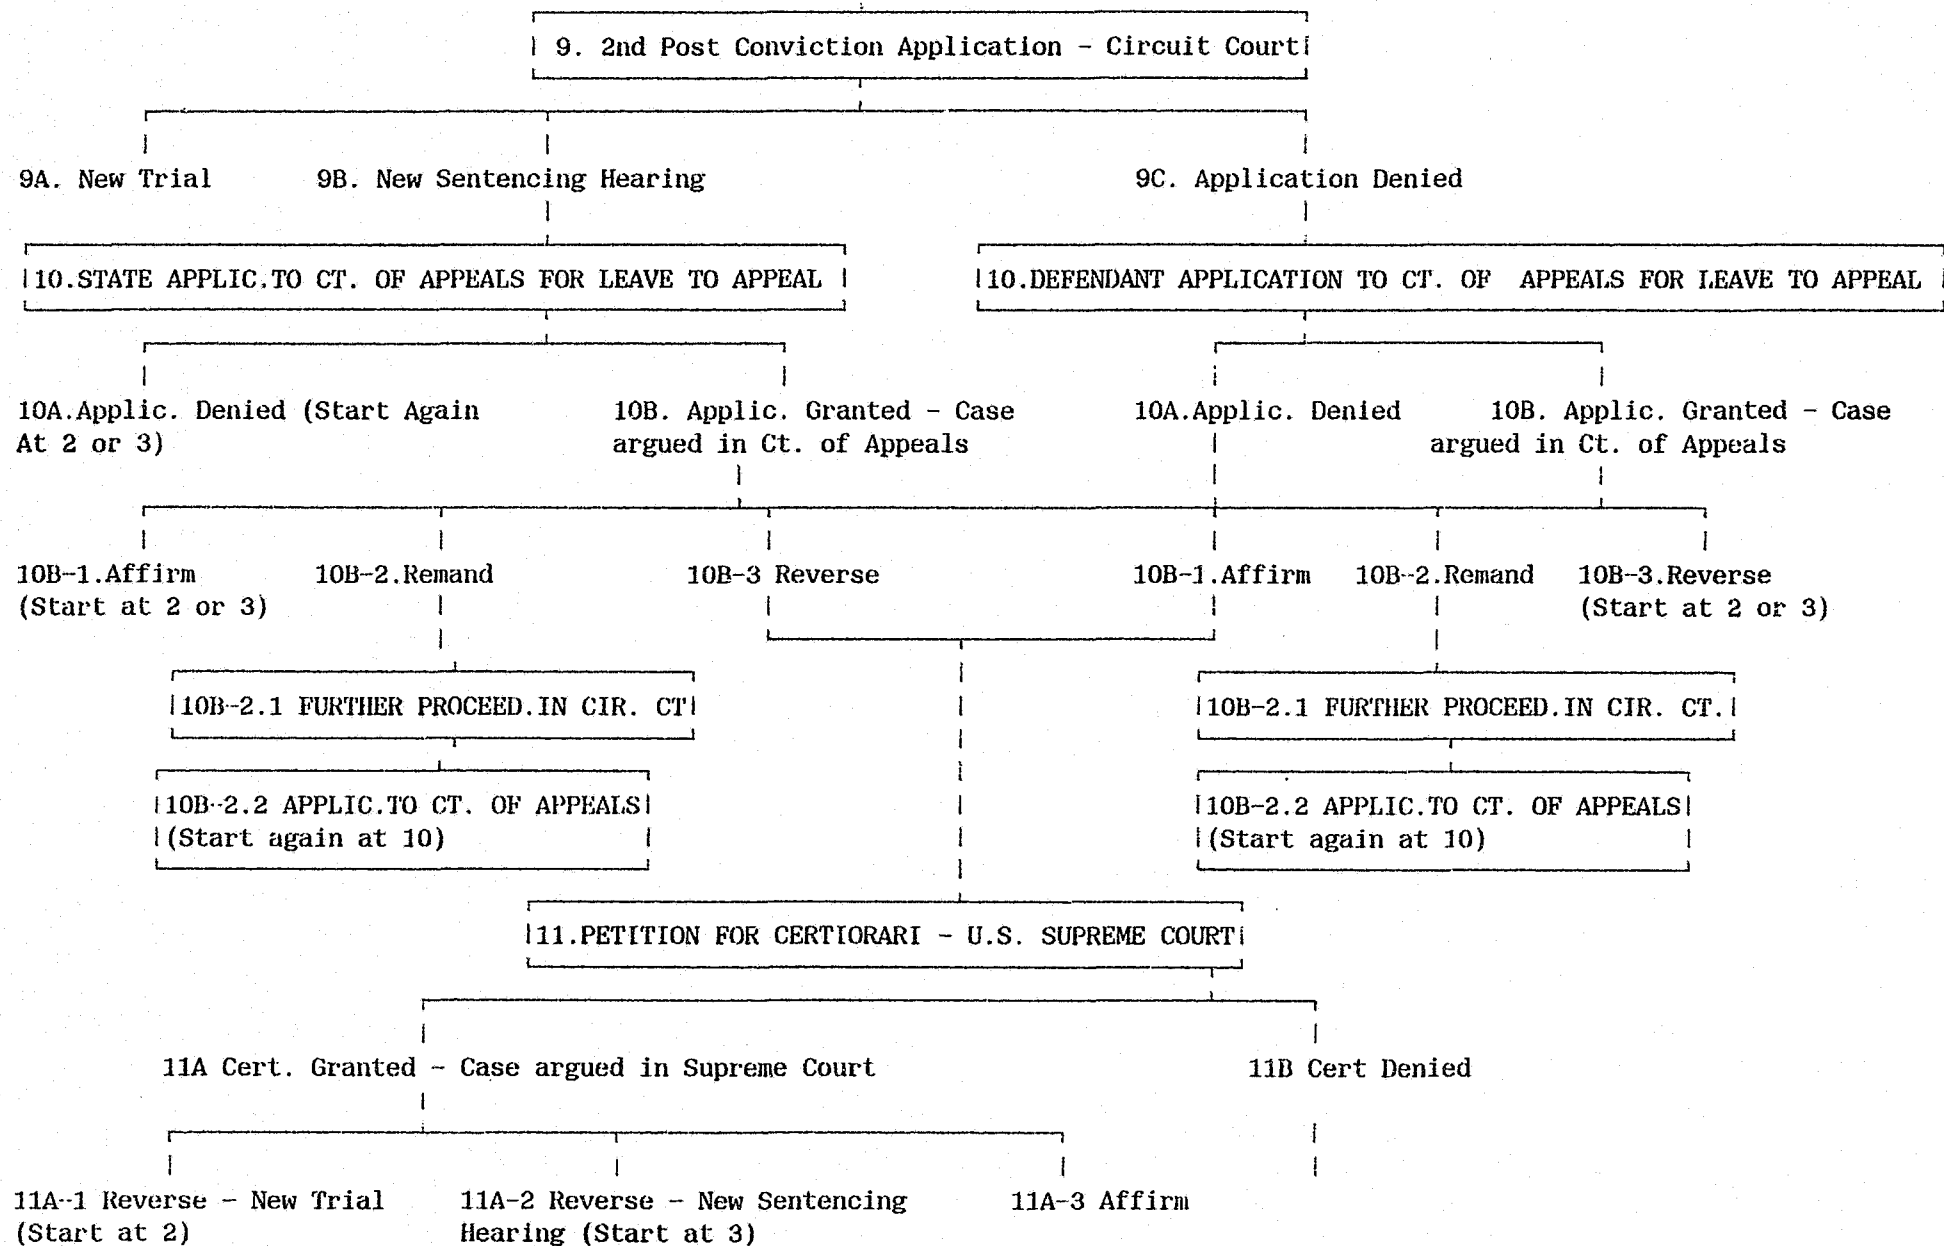 9. 2nd Post Conviction Application - Circuit Court
9A. New Trial
9B. New Sentencing Hearing
9C. Application Denied
10.STATE APPLIC.TO CT. OF APPEALS FOR LEAVE TO APPEAL
10.DEFENDANT APPLICATION TO CT. OF APPEALS FOR LEAVE TO APPEAL
10A.Applic. Denied (Start Again
At 2 or 3)
10B. Applic. Granted - Case
argued in Ct. of Appeals
10A.Applic. Denied
10B. Applic. Granted - Case
argued in Ct. of Appeals
10B-1.Affirm
(Start at 2 or 3)
10B-2.Remand
10B-3 Reverse
10B-1.Affirm
10B-2.Remand
10B-3.Reverse
(Start at 2 or 3)
10B-2.1 FURTHER PROCEED.IN CIR. CT
10B-2.1 FURTHER PROCEED.IN CIR. CT.
10B-2.2 APPLIC.TO CT. OF APPEALS
(Start again at 10)
10B-2.2 APPLIC.TO CT. OF APPEALS
(Start again at 10)
11.PETITION FOR CERTIORARI - U.S. SUPREME COURT
11A Cert. Granted - Case argued in Supreme Court
11B Cert Denied
11A-1 Reverse - New Trial
(Start at 2)
11A-2 Reverse - New Sentencing
Hearing (Start at 3)
11A-3 Affirm